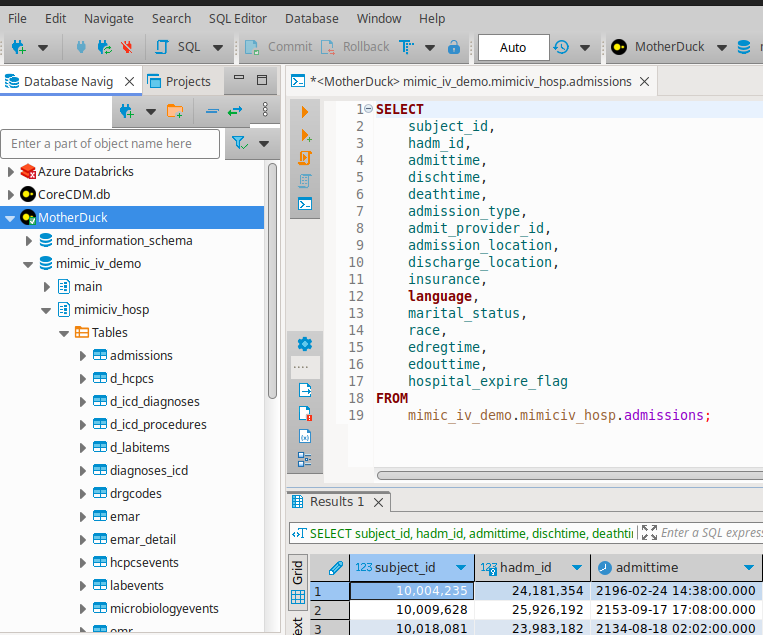 File Edit Navigate Search SQL Editor Database Window Help
SQL Commit Rollback Auto MotherDuck
Database Navig Projects
*<MotherDuck> mimic_iv_demo.mimiciv_hosp.admissions
Enter a part of object name here
Azure Databricks
CoreCDM.db
MotherDuck
md_information_schema
mimic_iv_demo
main
mimiciv_hosp
Tables
admissions
d_hcpcs
d_icd_diagnoses
d_icd_procedures
d_labitems
diagnoses_icd
drgcodes
emar
emar_detail
hcpcsevents
labevents
microbiologyevents
omr
1 SELECT
2 subject_id,
3 hadm_id,
4 admittime,
5 dischtime,
6 deathtime,
7 admission_type,
8 admit_provider_id,
9 admission_location,
10 discharge_location,
11 insurance,
12 language,
13 marital_status,
14 race,
15 edregtime,
16 edouttime,
17 hospital_expire_flag
18 FROM
19 mimic_iv_demo.mimiciv_hosp.admissions;
Results 1
SELECT subject_id, hadm_id, admittime, dischtime, deathti Enter a SQL express
Grid
123 subject_id 123 hadm_id admittime
1 10,004,235 24,181,354 2196-02-24 14:38:00.000
2 10,009,628 25,926,192 2153-09-17 17:08:00.000
3 10,018,081 23,983,182 2134-08-18 02:02:00.000